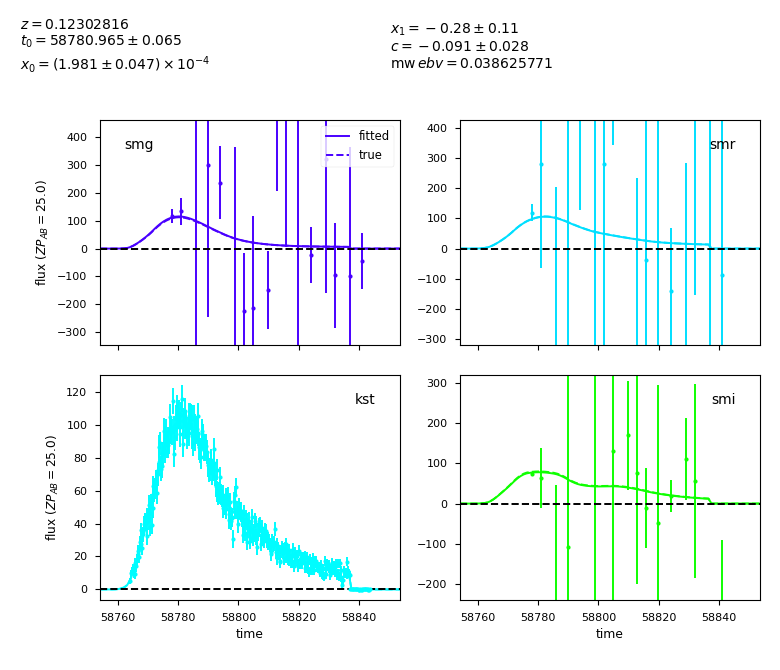 z = 0.12302816
t₀ = 58780.965 ± 0.065
x₀ = (1.981 ± 0.047) × 10⁻⁴
x₁ = −0.28 ± 0.11
c = −0.091 ± 0.028
mw ebv = 0.038625771
smg
fitted
true
400
300
200
100
0
−100
−200
−300
flux (ZP_AB = 25.0)
smr
400
300
200
100
0
−100
−200
−300
kst
120
100
80
60
40
20
0
flux (ZP_AB = 25.0)
58760 58780 58800 58820 58840
time
smi
300
200
100
0
−100
−200
58760 58780 58800 58820 58840
time